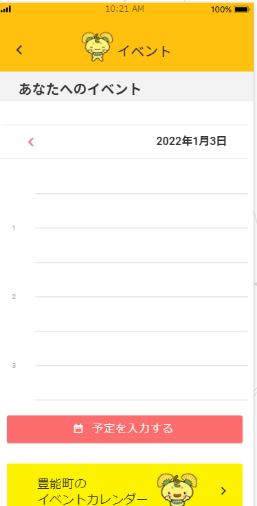 10:21 AM
100%
イベント
あなたへのイベント
2022年1月3日
1
2
3
予定を入力する
豊能町の
イベントカレンダー